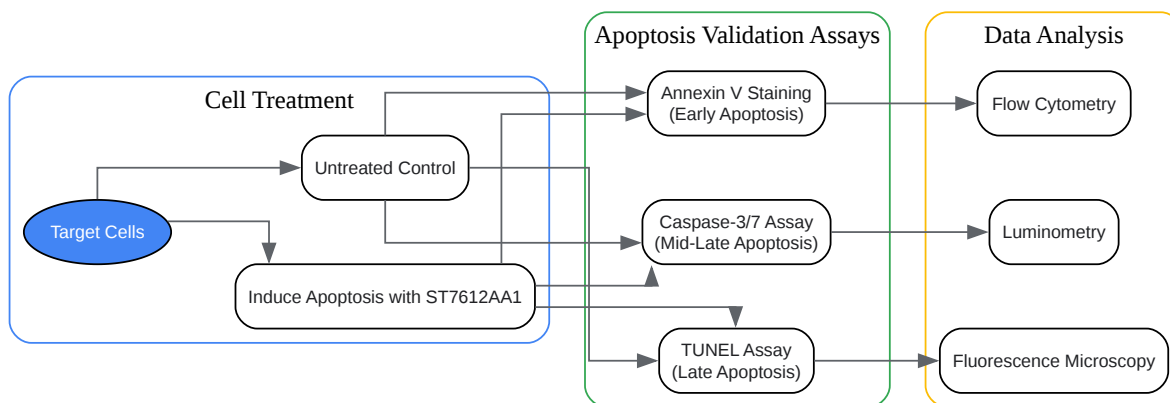 Cell Treatment
Target Cells
Untreated Control
Induce Apoptosis with ST7612AA1
Apoptosis Validation Assays
Annexin V Staining
(Early Apoptosis)
Caspase-3/7 Assay
(Mid-Late Apoptosis)
TUNEL Assay
(Late Apoptosis)
Data Analysis
Flow Cytometry
Luminometry
Fluorescence Microscopy